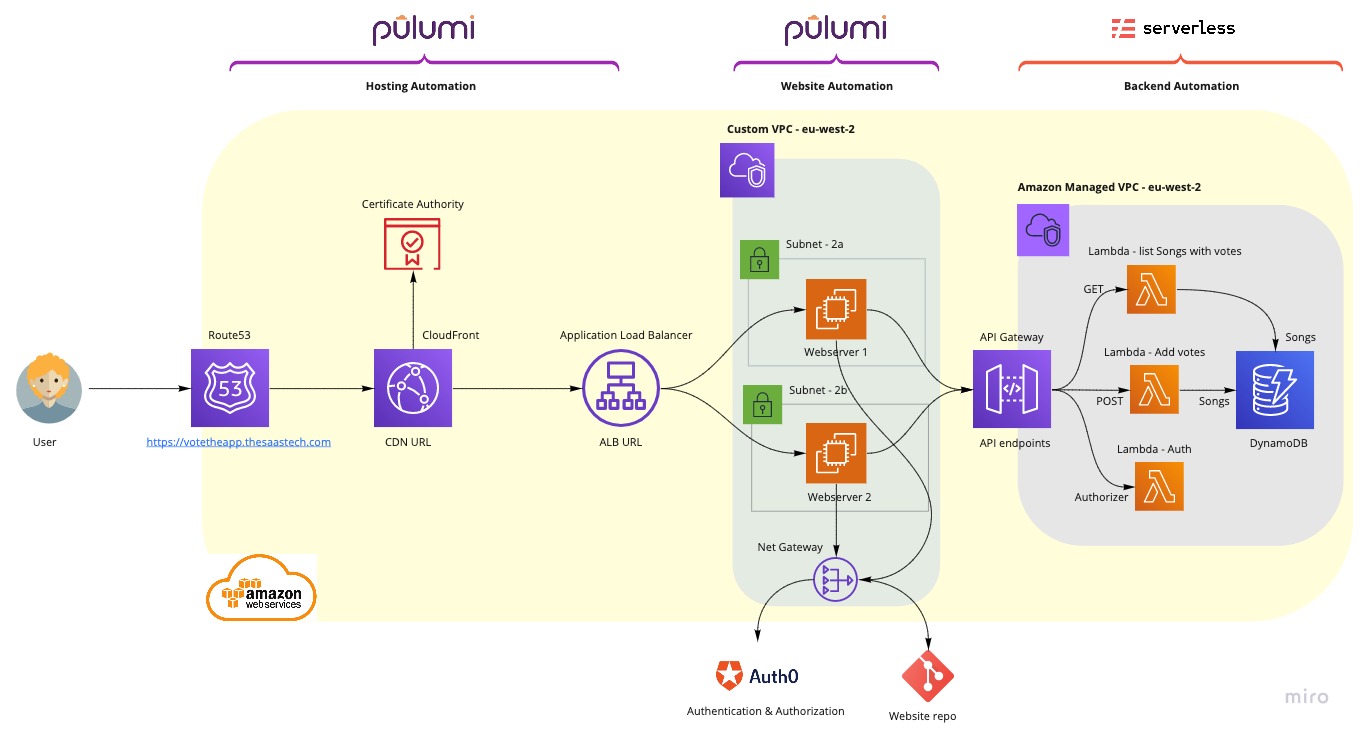 pulumi
pulumi
serverless
Hosting Automation
Website Automation
Backend Automation
Custom VPC - eu-west-2
Amazon Managed VPC - eu-west-2
Certificate Authority
Subnet - 2a
Lambda - list Songs with votes
GET
Route53
CloudFront
Application Load Balancer
Webserver 1
API Gateway
Songs
Lambda - Add votes
53
</>
Subnet - 2b
POST
Songs
User
https://votetheapp.thesaastech.com
CDN URL
ALB URL
API endpoints
DynamoDB
Lambda - Auth
Webserver 2
Authorizer
Net Gateway
amazon
web services
Auth0
Authentication & Authorization
Website repo
miro